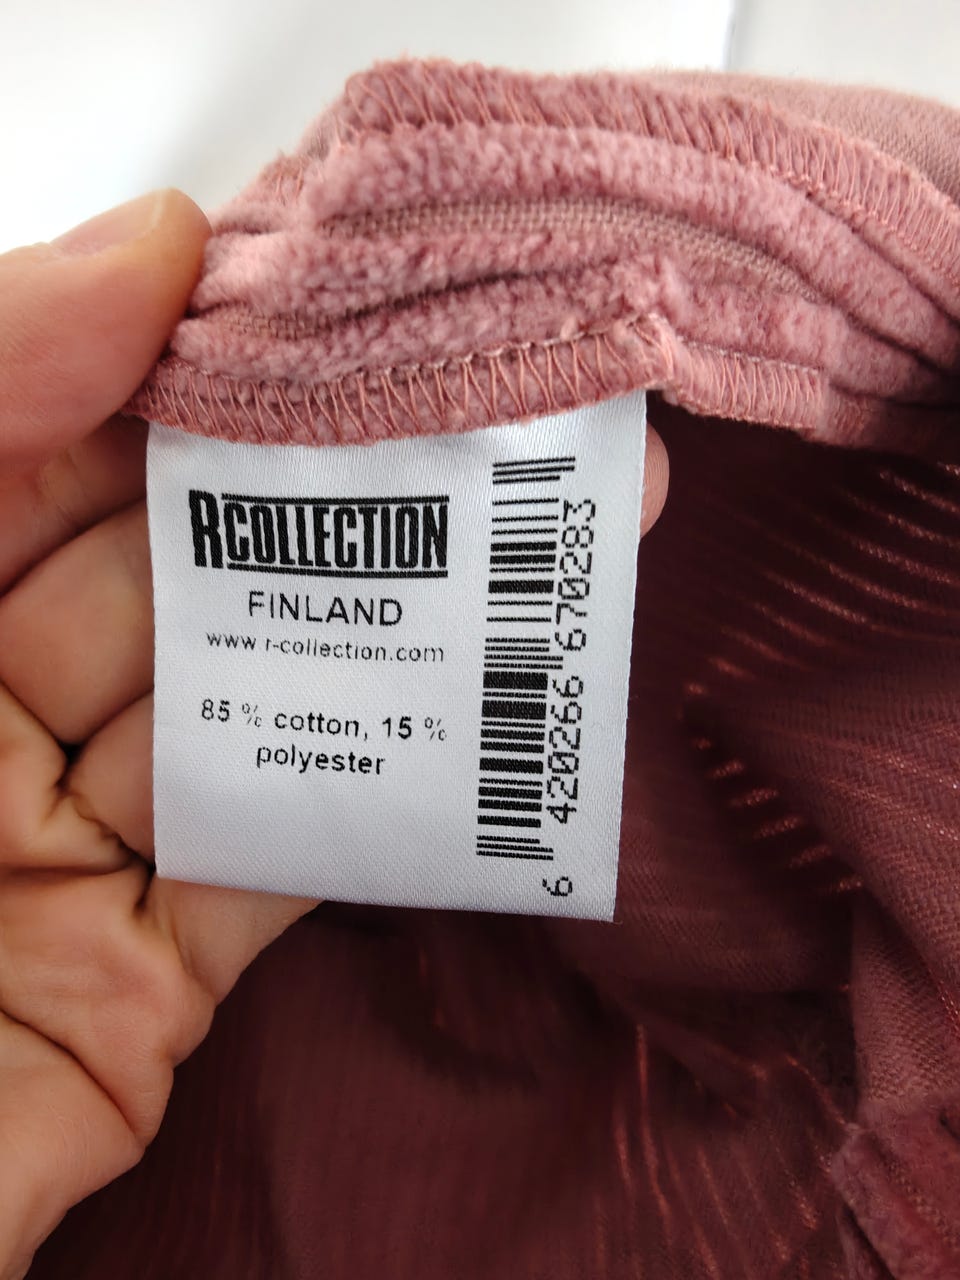 RCOLLECTION
FINLAND
www r-collection.com
85 % cotton, 15 %
polyester
6 420266 670283